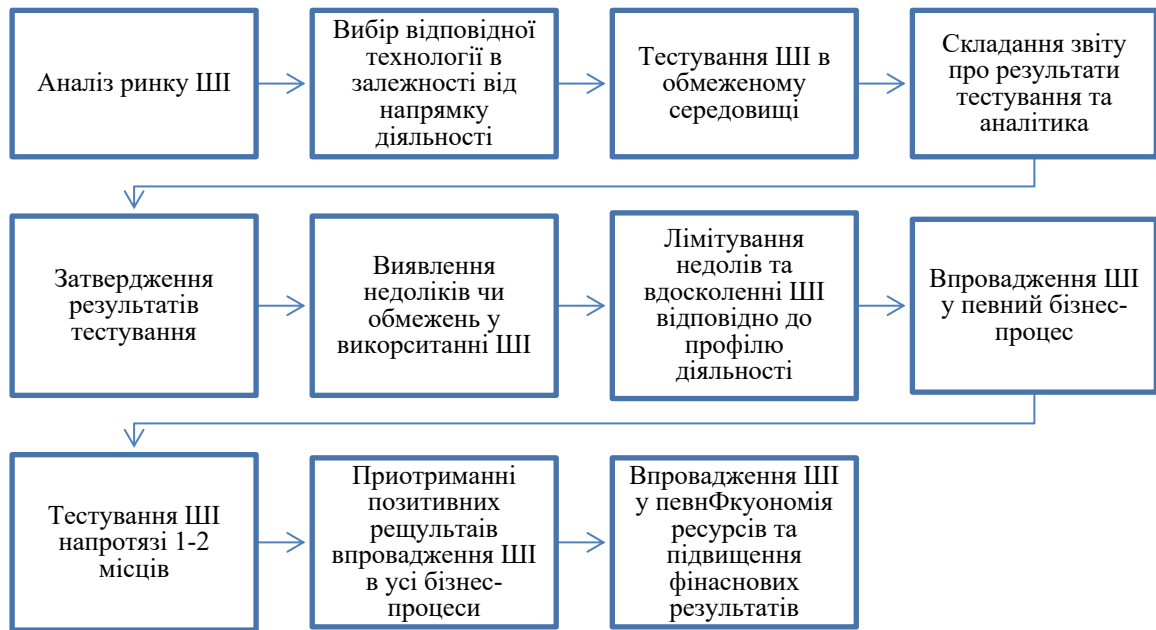 Аналіз ринку ШІ
Вибір відповідної
технології в
залежності від
напрямку
діяльності
Тестування ШІ в
обмеженому
середовищі
Складання звіту
про результати
тестування та
аналітика
Затвердження
результатів
тестування
Виявлення
недоліків чи
обмежень у
викорситанні ШІ
Лімітування
недолів та
вдосколенні ШІ
відповідно до
профілю
діяльності
Впровадження ШІ
у певний бізнес-
процес
Тестування ШІ
напротязі 1-2
місців
Приотриманні
позитивних
рещультаів
впровадження ШІ
в усі бізнес-
процеси
Впровадження ШІ
у певнФкуономія
ресурсів та
підвищення
фінаснових
результатів